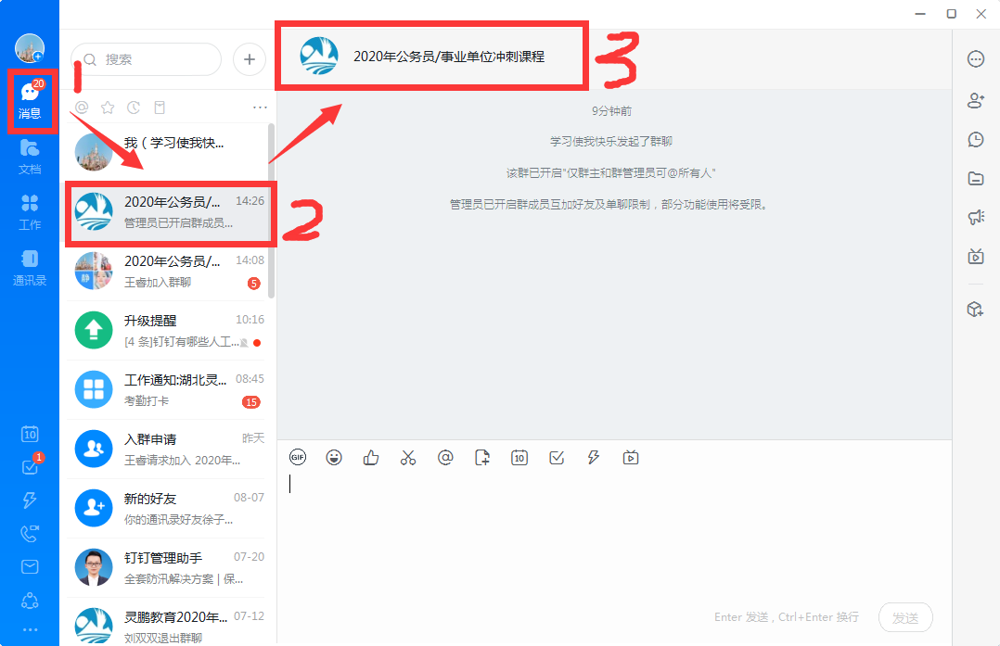 搜索
20
消息
文档
工作
通讯录
10
1
1
2
3
我（学习使我快...
2020年公务员/... 14:26
管理员已开启群成员...
2020年公务员/... 14:08
王睿加入群聊 5
升级提醒 10:16
[4 条]钉钉有哪些人工...
工作通知:湖北灵... 08:45
考勤打卡 15
入群申请 昨天
王睿请求加入 2020年...
新的好友 08-07
你的通讯录好友徐子...
钉钉管理助手 07-20
全套防汛解决方案 | 保...
灵鹏教育2020年... 07-12
刘双双退出群聊
2020年公务员/事业单位冲刺课程
9分钟前
学习使我快乐发起了群聊
该群已开启"仅群主和群管理员可@所有人"
管理员已开启群成员互加好友及单聊限制，部分功能使用将受限。
GIF
10
Enter 发送 , Ctrl+Enter 换行
发送